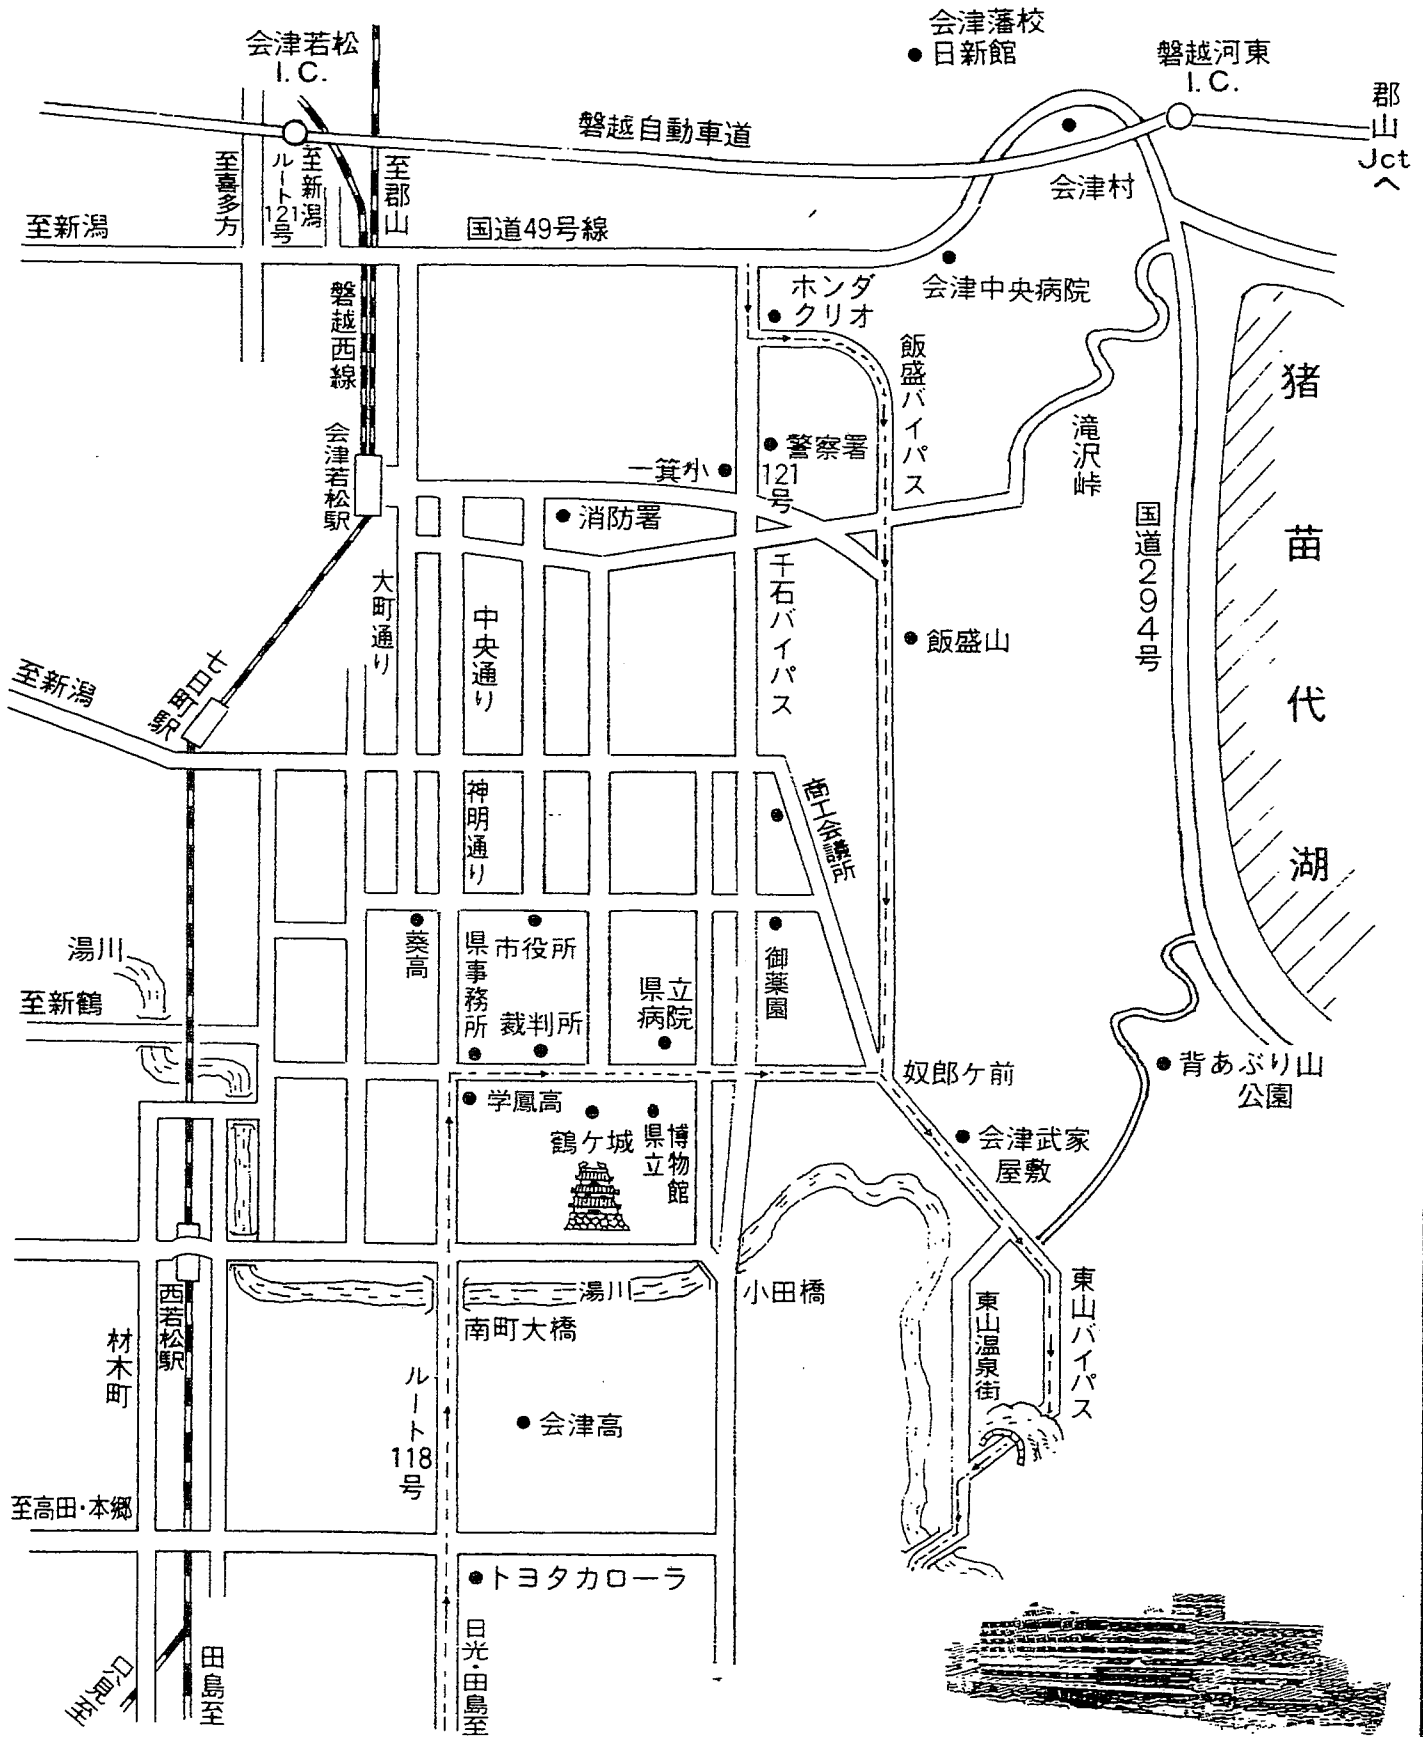 会津藩校
日新館
会津若松
I.C.
磐越河東
I.C.
郡山
Jct
へ
磐越自動車道
会津村
至喜多方
ルート121号
至新潟
至郡山
至新潟
国道49号線
会津中央病院
ホンダ
クリオ
磐越西線
飯盛バイパス
猪苗代湖
滝沢峠
会津若松駅
一箕小
警察署
121号
消防署
国道294号
千石バイパス
大町通り
中央通り
飯盛山
七日町駅
至新潟
神明通り
商工会議所
葵高
県事務所
市役所
御薬園
湯川
至新鶴
裁判所
県立
病院
奴郎ケ前
背あぶり山
公園
学鳳高
鶴ケ城
県立
博物館
会津武家
屋敷
西若松駅
湯川
小田橋
南町大橋
東山温泉街
東山バイパス
材木町
ルート118号
会津高
至高田・本郷
トヨタカローラ
日光・田島至
田島至
只見至